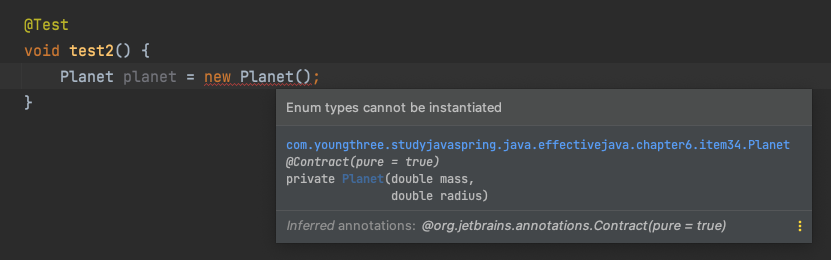 @Test
void test2() {
Planet planet = new Planet();
}
Enum types cannot be instantiated
com.youngthree.studyjavaspring.java.effectivejava.chapter6.item34.Planet
@Contract(pure = true)
private Planet(double mass,
double radius)
Inferred annotations: @org.jetbrains.annotations.Contract(pure = true)